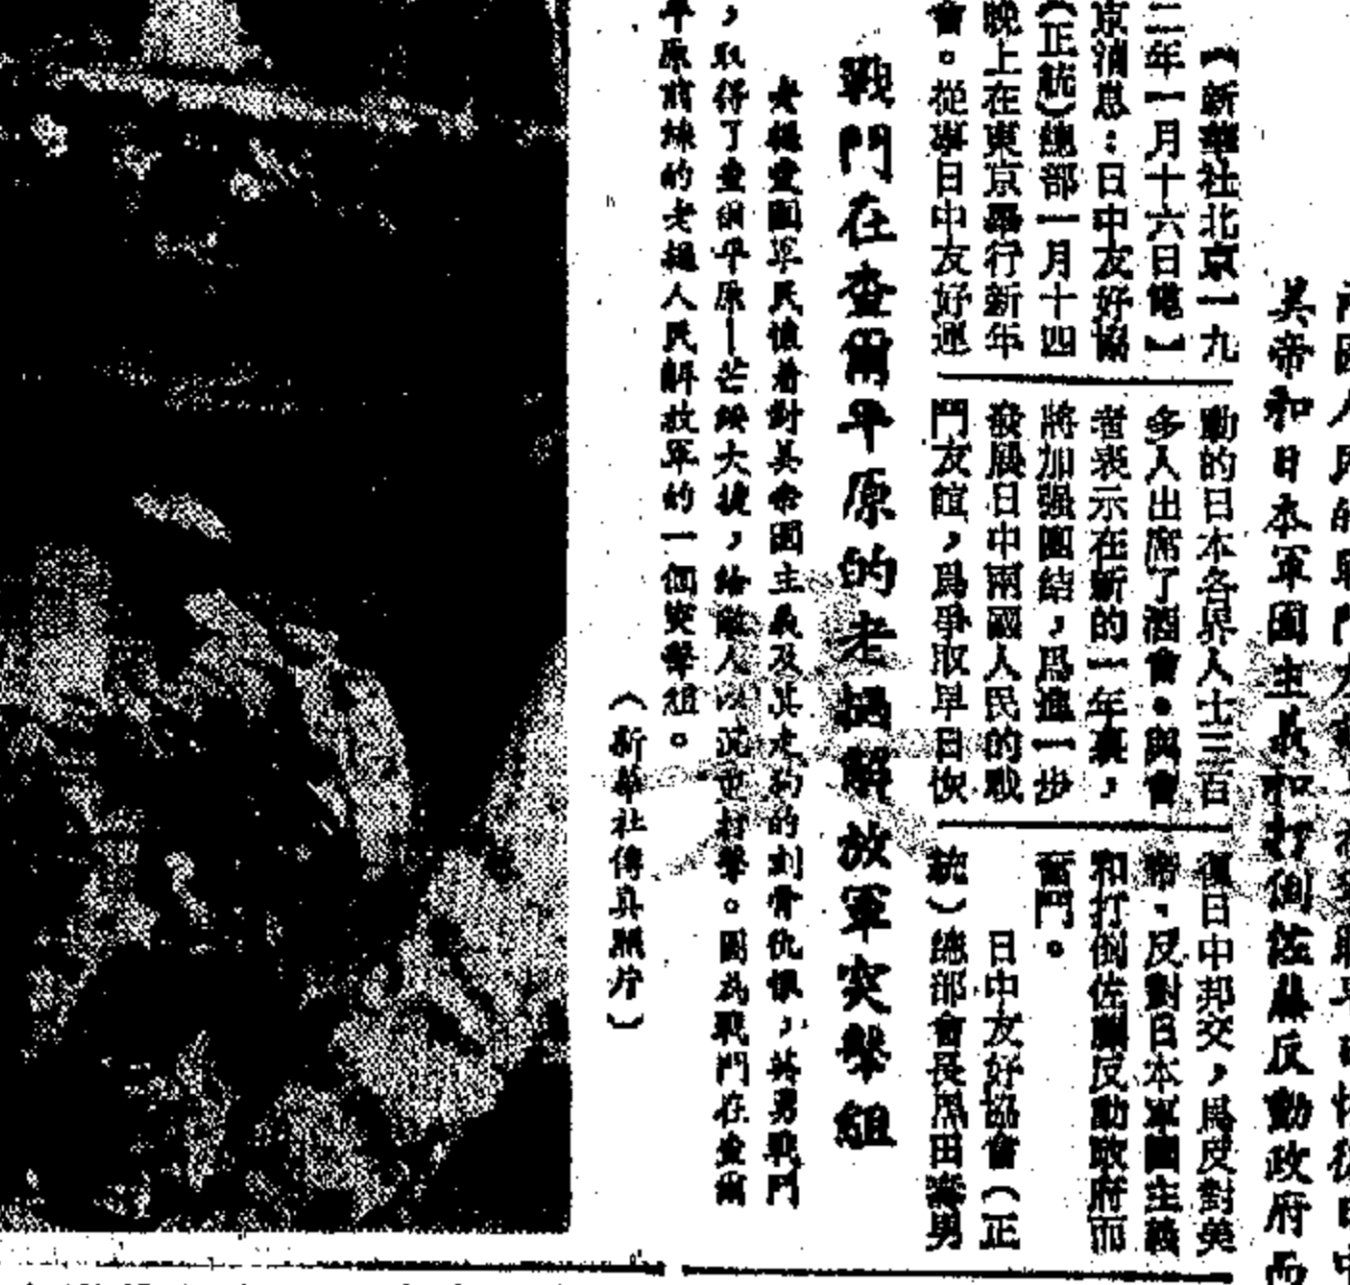 美帝和日本軍國主義和打倒佐藤反動政府而
【新華社北京一九
二年一月十六日電】
京消息：日中友好協
（正統）總部一月十四
晚上在東京舉行新年
會。從事日中友好運
動的日本各界人士三百
多人出席了酒會。與會
者表示在新的一年裏，
將加强團結，爲進一步
發展日中兩國人民的戰
鬥友誼，爲爭取早日恢
復日中邦交，爲反對美
帝、反對日本軍國主義
和打倒佐藤反動政府而
奮鬥。
日中友好協會（正
統）總部會長黑田壽男
戰鬥在查爾平原的老撾解放軍突擊組
老撾愛國軍民懷着對美帝國主義及其走狗的刻骨仇恨，英勇戰鬥
，取得了查爾平原—芒綏大捷，給敵人以沉重打擊。圖爲戰鬥在查爾
平原前線的老撾人民解放軍的一個突擊組。
（新華社傳真照片）